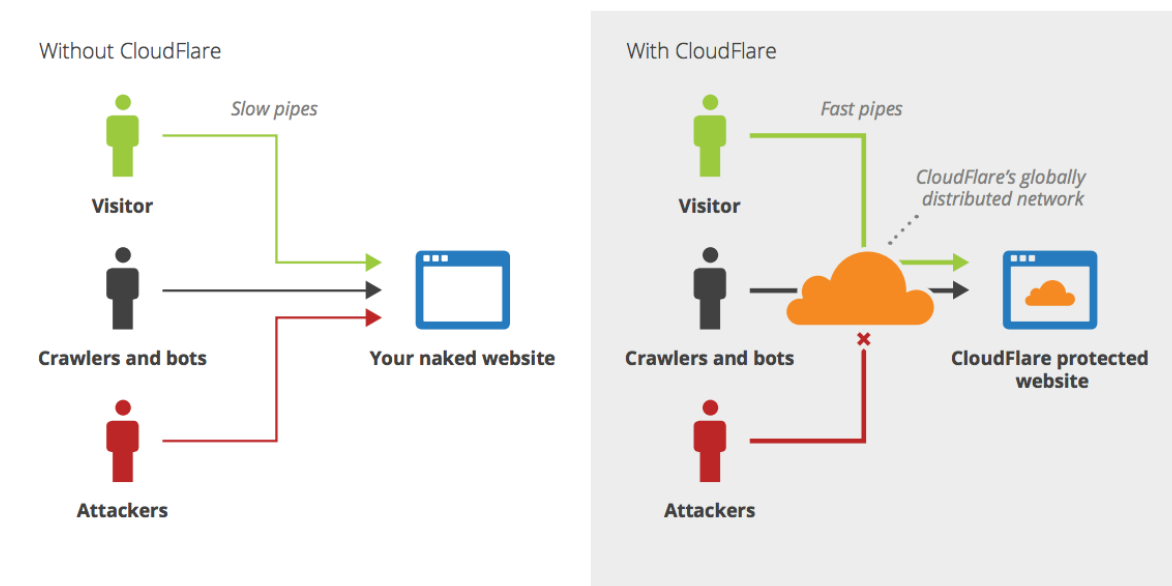 Without CloudFlare
Slow pipes
Visitor
Crawlers and bots
Your naked website
Attackers
With CloudFlare
Fast pipes
CloudFlare's globally
distributed network
Visitor
Crawlers and bots
CloudFlare protected
website
Attackers